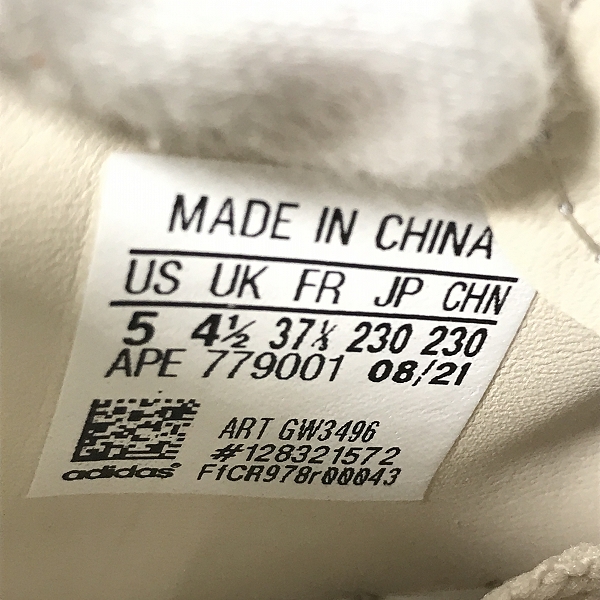 MADE IN CHINA
US UK FR JP CHN
5 4½ 37⅓ 230 230
APE 779001 08/21
ART GW3496
#128321572
adidas F1CR978r00043